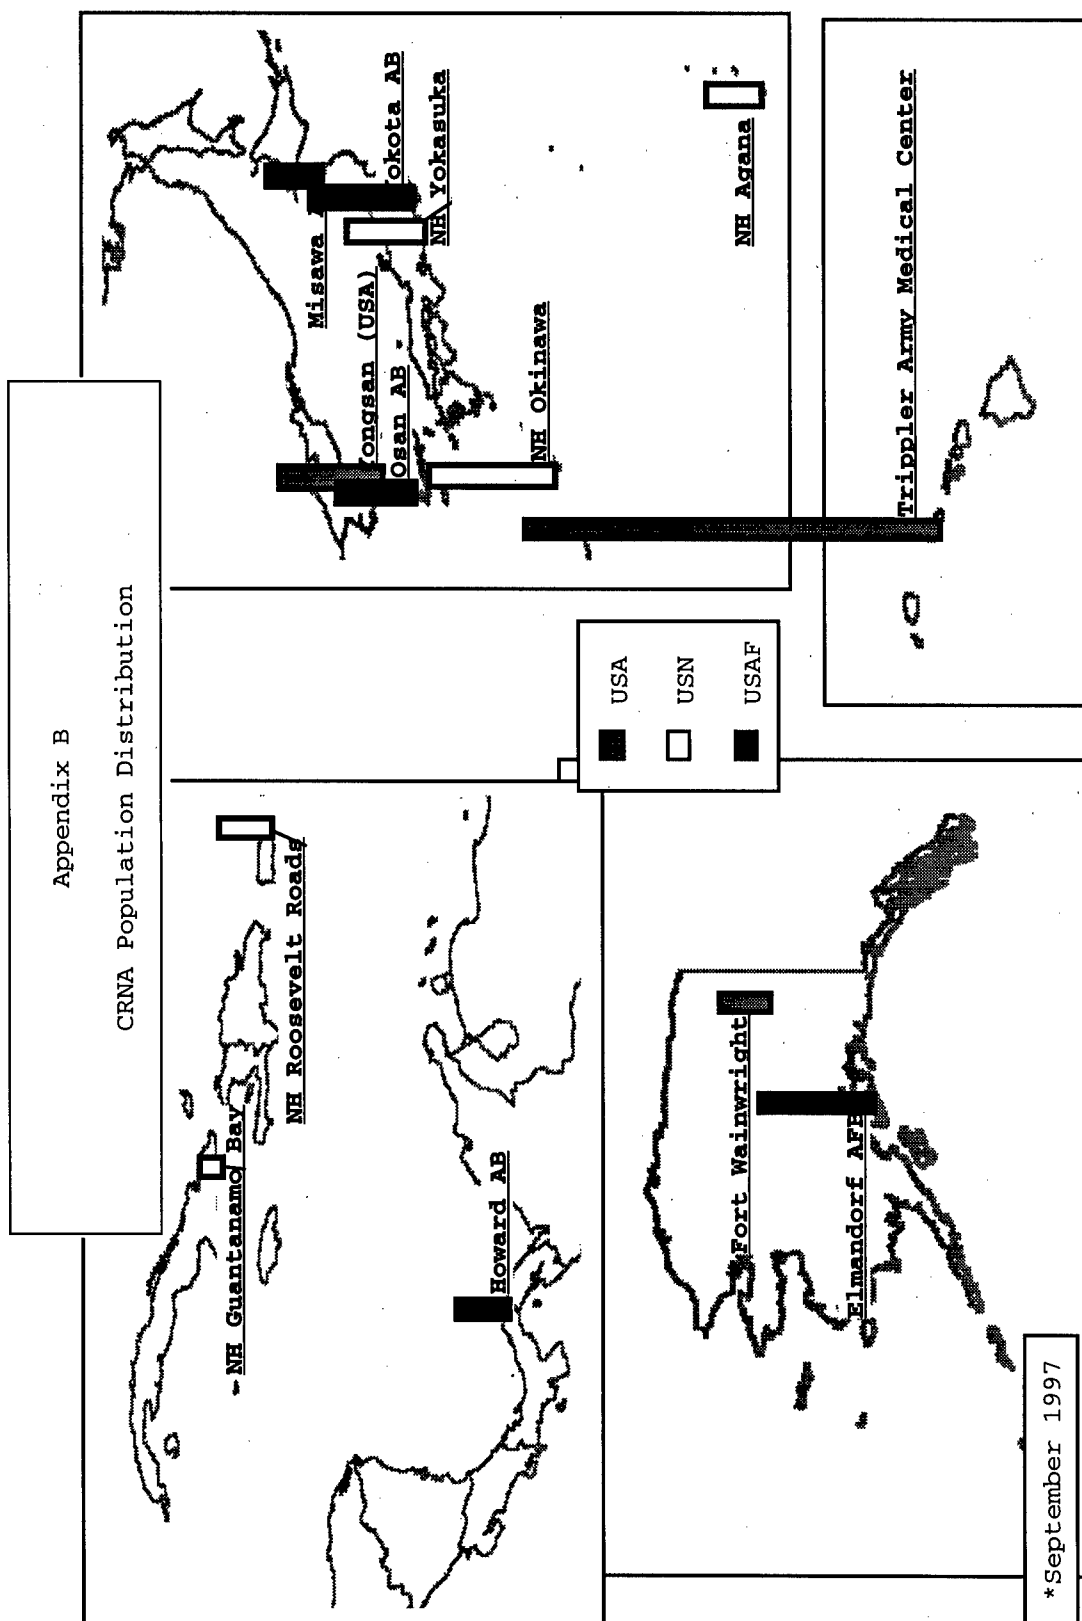 Appendix B
CRNA Population Distribution
NH Guantanamo Bay
NH Roosevelt Roads
Howard AB
Misawa
Yokota AB
NH Yokasuka
Yongsan (USA)
Osan AB
NH Okinawa
NH Agana
USA
USN
USAF
Fort Wainwright
Elmandorf AFB
Trippler Army Medical Center
*September 1997